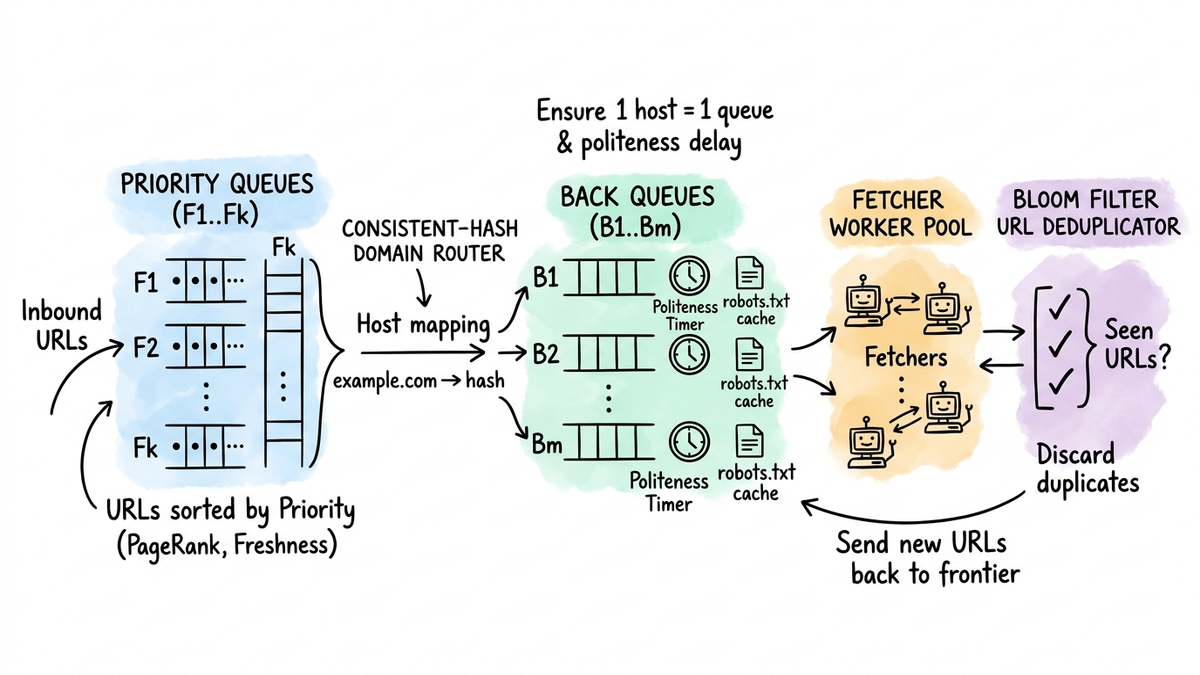 Ensure 1 host = 1 queue
& politeness delay
PRIORITY QUEUES
(F1..Fk)
Fk
F1
F2
Fk
Inbound
URLs
URLs sorted by Priority
(PageRank, Freshness)
CONSISTENT-HASH
DOMAIN ROUTER
Host mapping
example.com → hash
BACK QUEUES
(B1..Bm)
B1
Politeness
Timer
robots.txt
cache
B2
robots.txt
cache
Bm
Politeness
Timer
robots.txt
cache
FETCHER
WORKER POOL
Fetchers
BLOOM FILTER
URL DEDUPLICATOR
Seen
URLs?
Discard
duplicates
Send new URLs
back to frontier